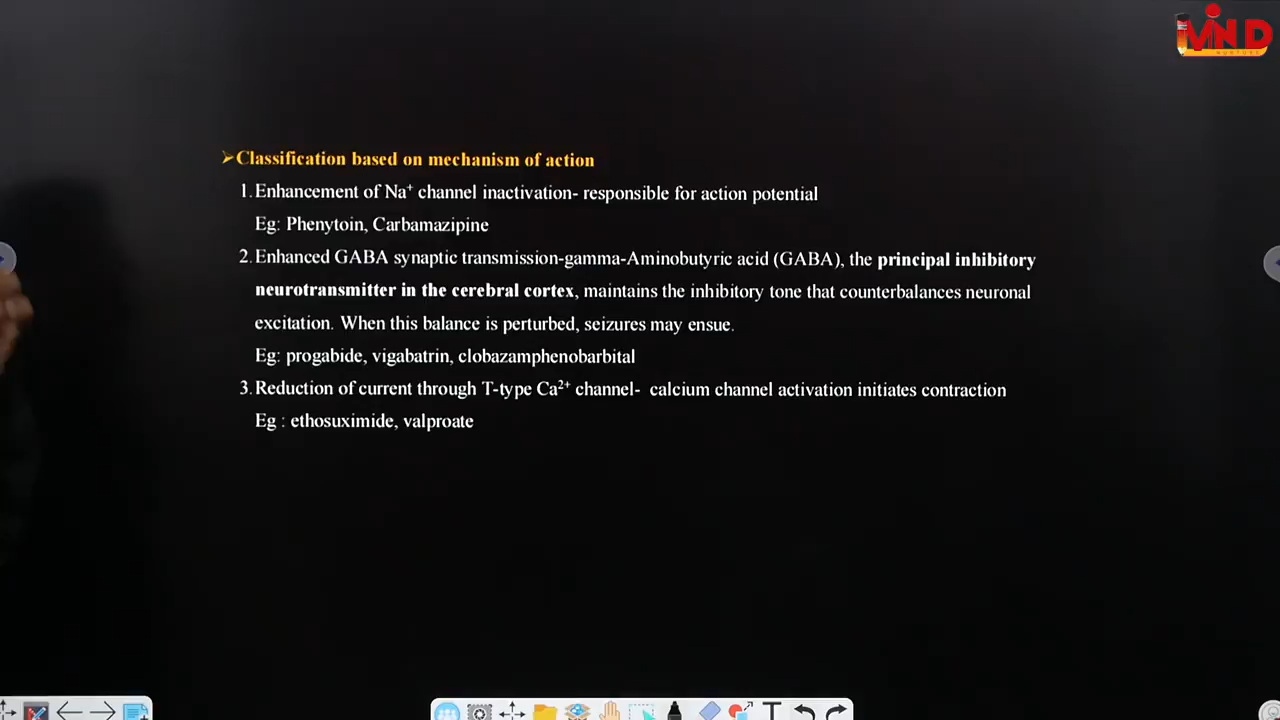 MIND
NURTURE
➢Classification based on mechanism of action
1. Enhancement of Na⁺ channel inactivation- responsible for action potential
Eg: Phenytoin, Carbamazipine
2. Enhanced GABA synaptic transmission-gamma-Aminobutyric acid (GABA), the principal inhibitory
neurotransmitter in the cerebral cortex, maintains the inhibitory tone that counterbalances neuronal
excitation. When this balance is perturbed, seizures may ensue.
Eg: progabide, vigabatrin, clobazamphenobarbital
3. Reduction of current through T-type Ca²⁺ channel- calcium channel activation initiates contraction
Eg : ethosuximide, valproate
T